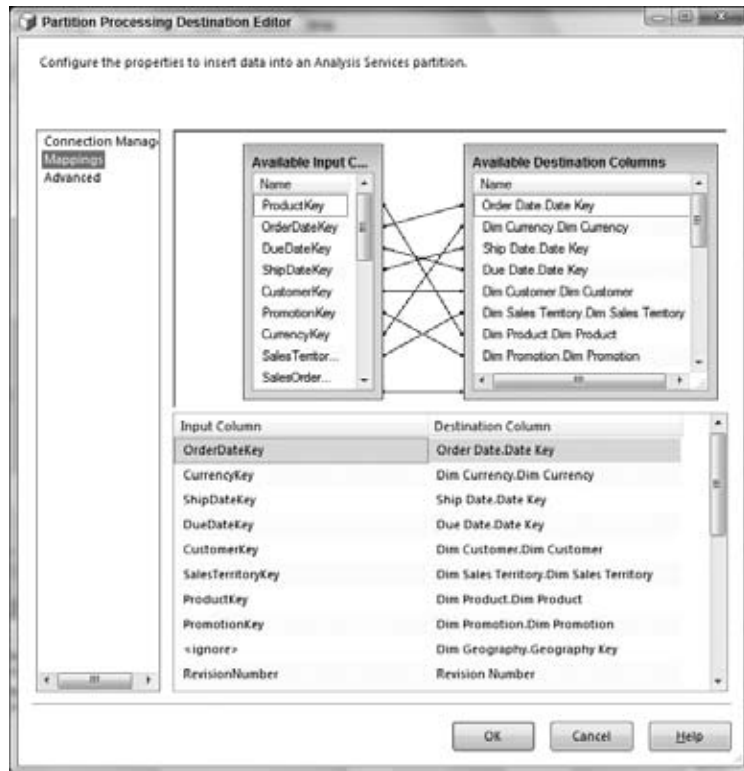 Partition Processing Destination Editor
Configure the properties to insert data into an Analysis Services partition.
Connection Manag
Mappings
Advanced
Available Input C...
Name
ProductKey
OrderDateKey
DueDateKey
ShipDateKey
CustomerKey
PromotionKey
CurrencyKey
SalesTerritor...
SalesOrder...
Available Destination Columns
Name
Order Date.Date Key
Dim Currency.Dim Currency
Ship Date.Date Key
Due Date.Date Key
Dim Customer.Dim Customer
Dim Sales Territory.Dim Sales Territory
Dim Product.Dim Product
Dim Promotion.Dim Promotion
Input Column Destination Column
OrderDateKey Order Date.Date Key
CurrencyKey Dim Currency.Dim Currency
ShipDateKey Ship Date.Date Key
DueDateKey Due Date.Date Key
CustomerKey Dim Customer.Dim Customer
SalesTerritoryKey Dim Sales Territory.Dim Sales Territory
ProductKey Dim Product.Dim Product
PromotionKey Dim Promotion.Dim Promotion
<ignore> Dim Geography.Geography Key
RevisionNumber Revision Number
OK Cancel Help